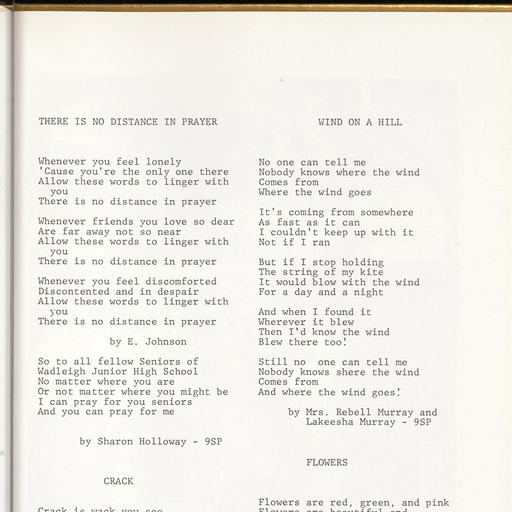 THERE IS NO DISTANCE IN PRAYER
Whenever you feel lonely
'Cause you're the only one there
Allow these words to linger with
you
There is no distance in prayer
Whenever friends you love so dear
Are far away not so near
Allow these words to linger with
you
There is no distance in prayer
Whenever you feel discomforted
Discontented and in despair
Allow these words to linger with
you
There is no distance in prayer
by E. Johnson
So to all fellow Seniors of
Wadleigh Junior High School
No matter where you are
Or not matter where you might be
I can pray for you seniors
And you can pray for me
by Sharon Holloway - 9SP
CRACK
Crack is wack you see
WIND ON A HILL
No one can tell me
Nobody knows where the wind
Comes from
Where the wind goes
It's coming from somewhere
As fast as it can
I couldn't keep up with it
Not if I ran
But if I stop holding
The string of my kite
It would blow with the wind
For a day and a night
And when I found it
Wherever it blew
Then I'd know the wind
Blew there too!
Still no one can tell me
Nobody knows shere the wind
Comes from
And where the wind goes!
by Mrs. Rebell Murray and
Lakeesha Murray - 9SP
FLOWERS
Flowers are red, green, and pink
Flowers are beautiful and